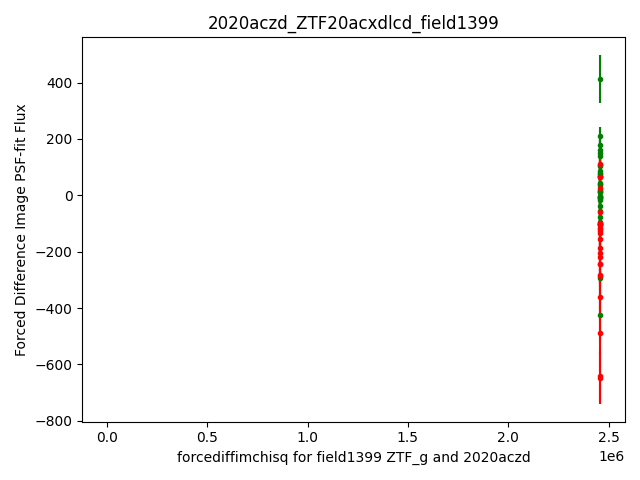 2020aczd_ZTF20acxdlcd_field1399
Forced Difference Image PSF-fit Flux
400
200
0
−200
−400
−600
−800
0.0 0.5 1.0 1.5 2.0 2.5
1e6
forcediffimchisq for field1399 ZTF_g and 2020aczd